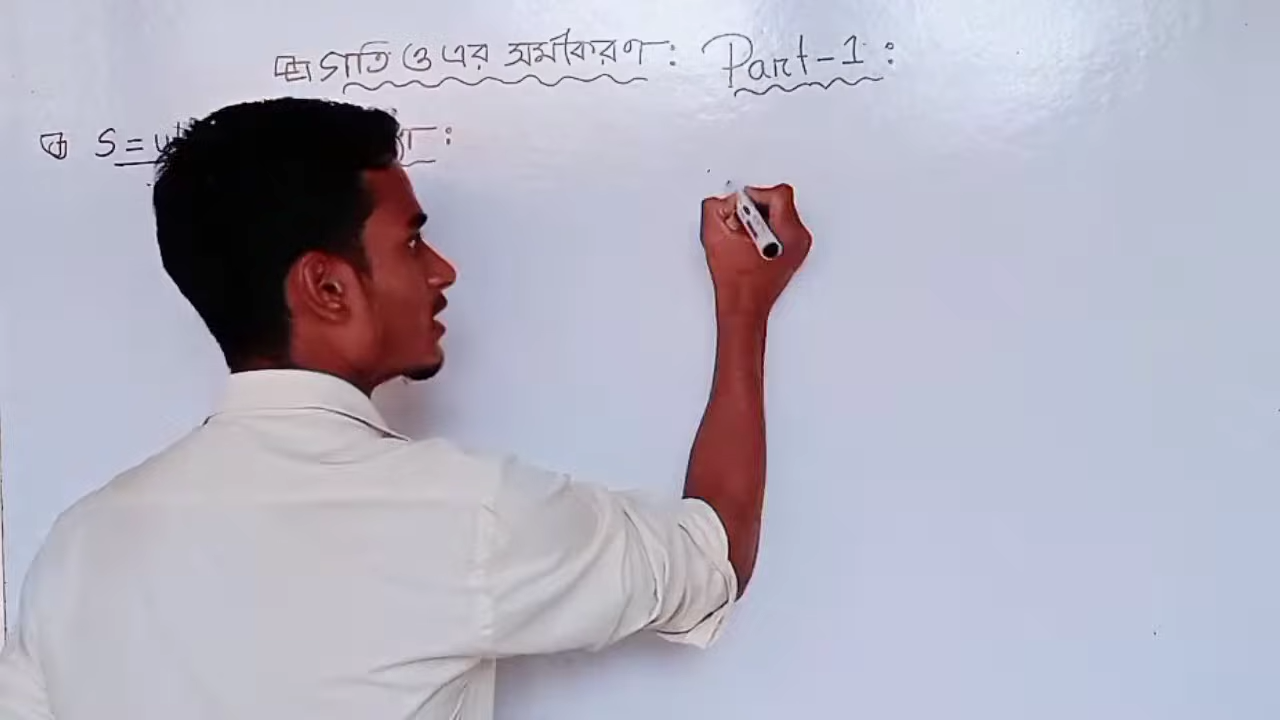 গতি ও এর সমীকরণ : Part-1 :
S = u